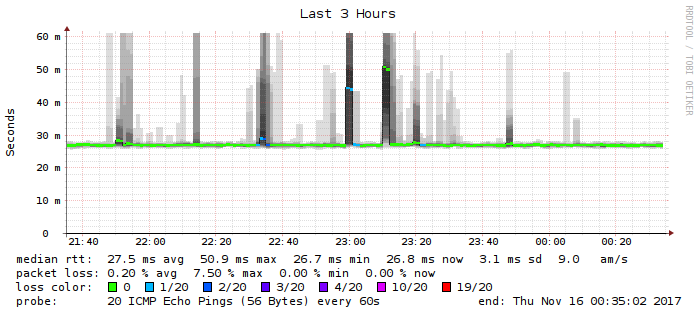 Last 3 Hours
RRDTOOL / TOBI OETIKER
Seconds
60 m
50 m
40 m
30 m
20 m
10 m
0
21:40 22:00 22:20 22:40 23:00 23:20 23:40 00:00 00:20
median rtt: 27.5 ms avg 50.9 ms max 26.7 ms min 26.8 ms now 3.1 ms sd 9.0 am/s
packet loss: 0.20 % avg 7.50 % max 0.00 % min 0.00 % now
loss color: 0 1/20 2/20 3/20 4/20 10/20 19/20
probe: 20 ICMP Echo Pings (56 Bytes) every 60s end: Thu Nov 16 00:35:02 2017